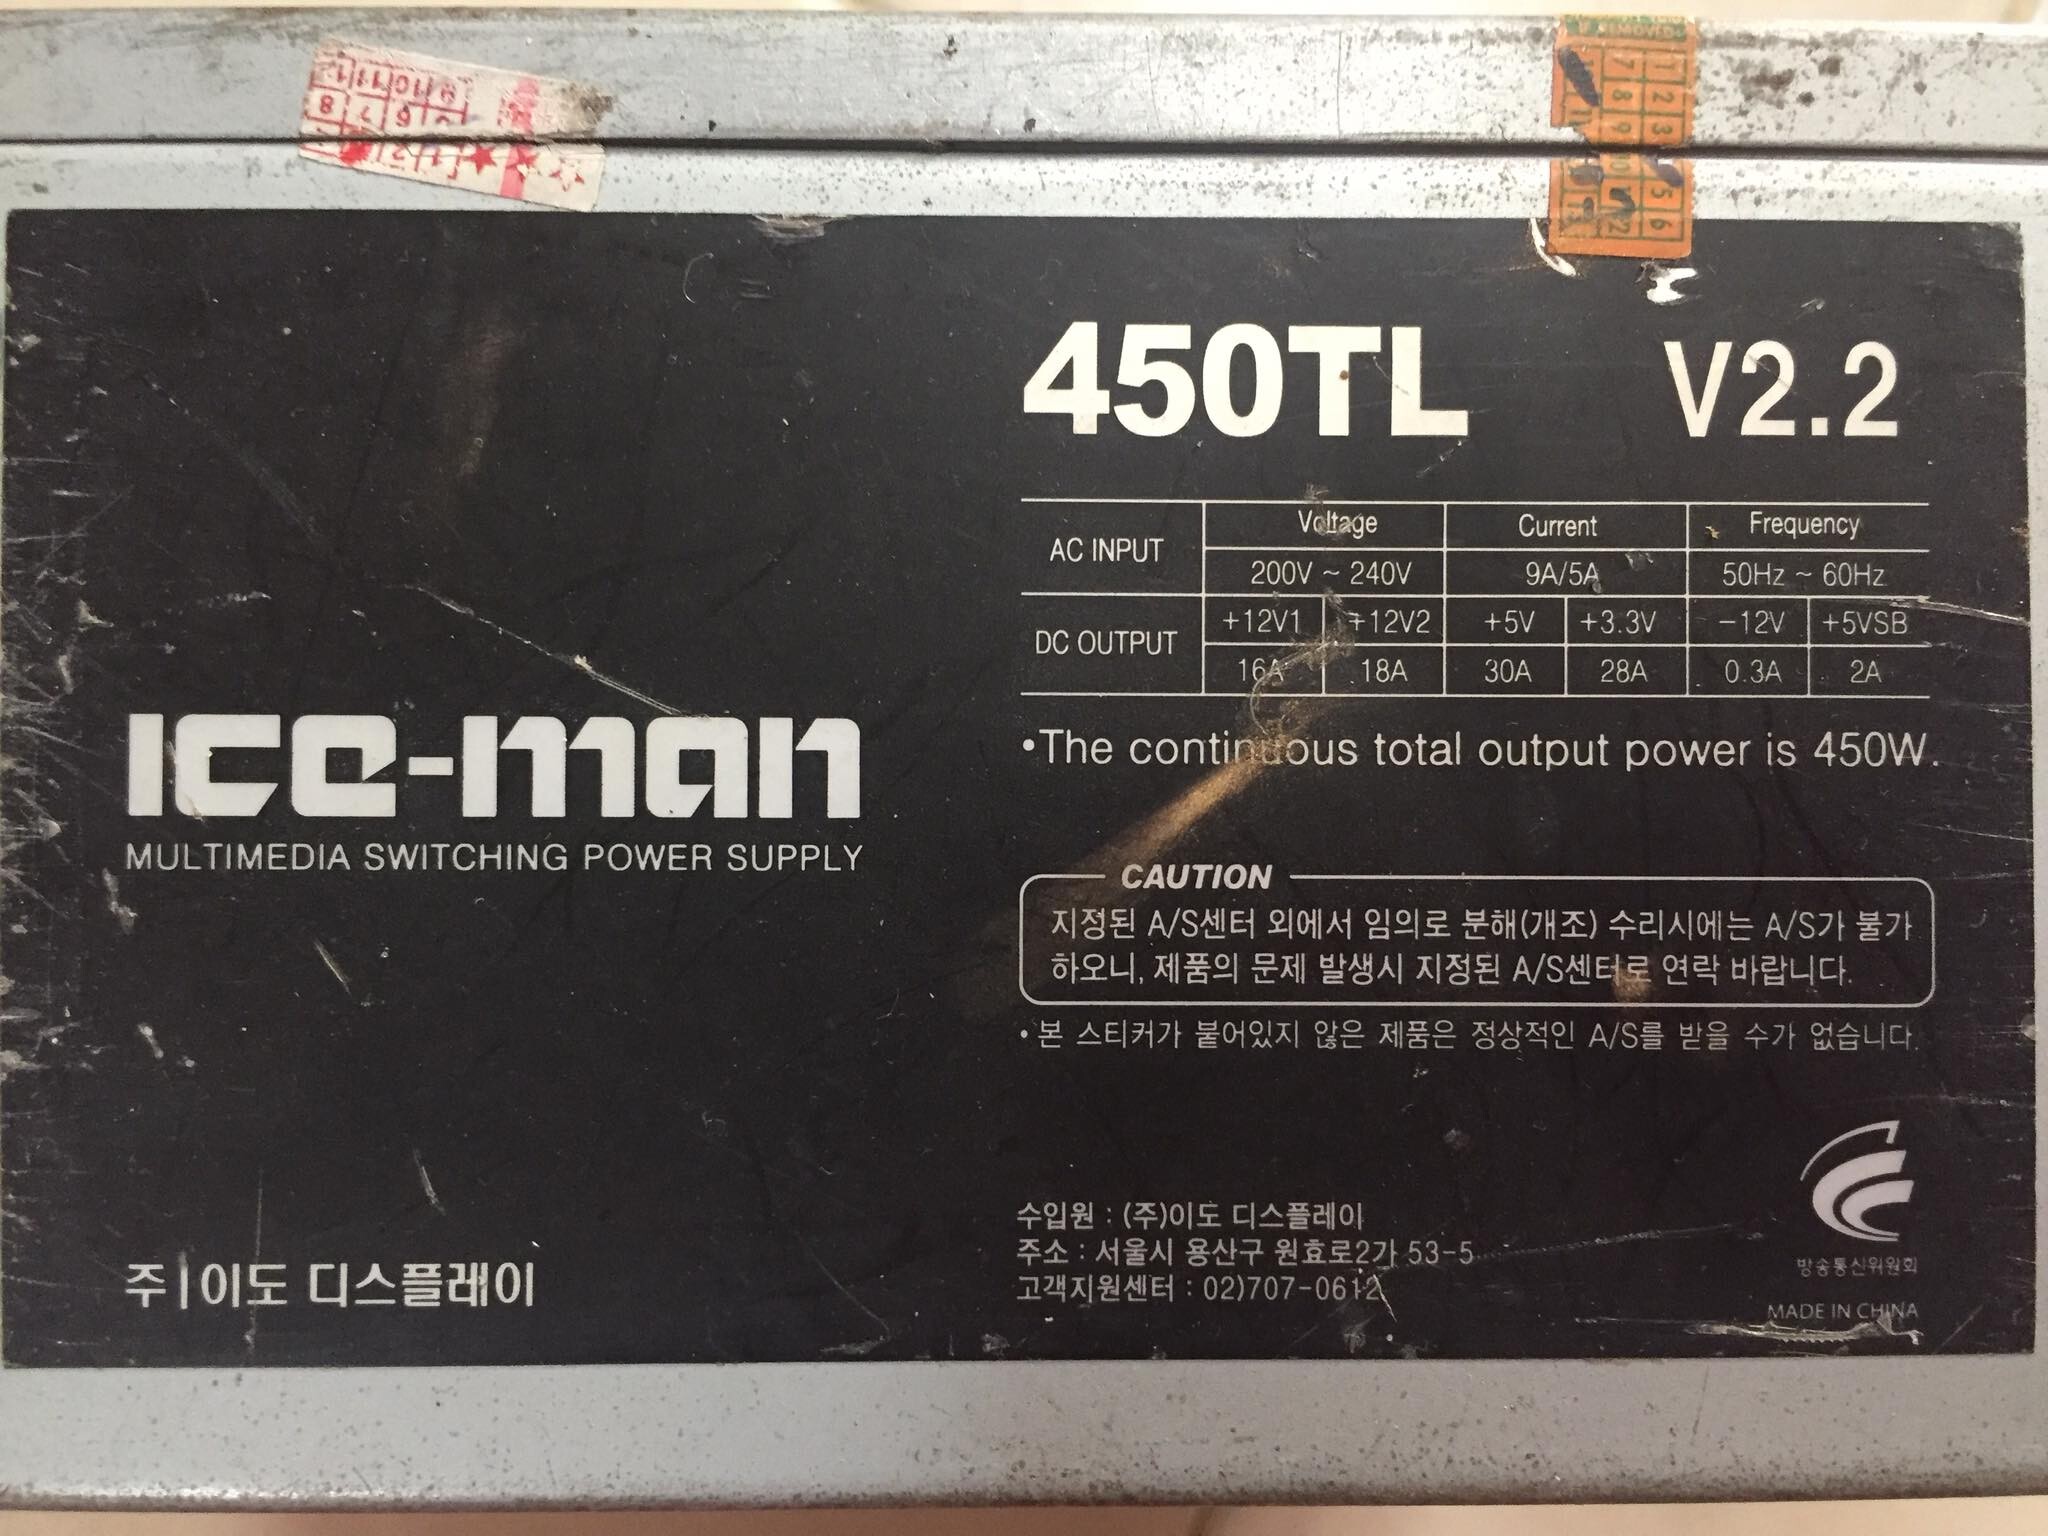 450TL V2.2
AC INPUT
Voltage Current Frequency
200V ~ 240V 9A/5A 50Hz ~ 60Hz
DC OUTPUT
+12V1 +12V2 +5V +3.3V -12V +5VSB
16A 18A 30A 28A 0.3A 2A
•The continuous total output power is 450W.
ice-man
MULTIMEDIA SWITCHING POWER SUPPLY
CAUTION
지정된 A/S센터 외에서 임의로 분해(개조) 수리시에는 A/S가 불가
하오니, 제품의 문제 발생시 지정된 A/S센터로 연락 바랍니다.
• 본 스티커가 붙어있지 않은 제품은 정상적인 A/S를 받을 수가 없습니다.
주|이도 디스플레이
수입원 : (주)이도 디스플레이
주소 : 서울시 용산구 원효로2가 53-5
고객지원센터 : 02)707-0612
방송통신위원회
MADE IN CHINA